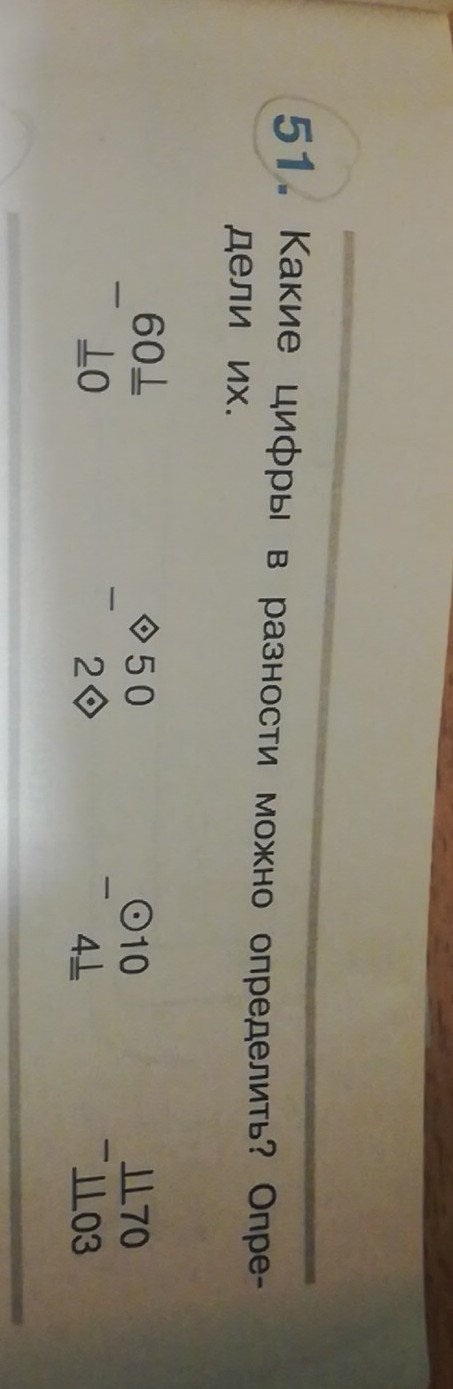 51. Какие цифры в разности можно определить? Опре-
дели их.
− 60⊥ − ◈50 − ⊙10 − ╨70
⊥0 2◈ 4⊥ ╨03